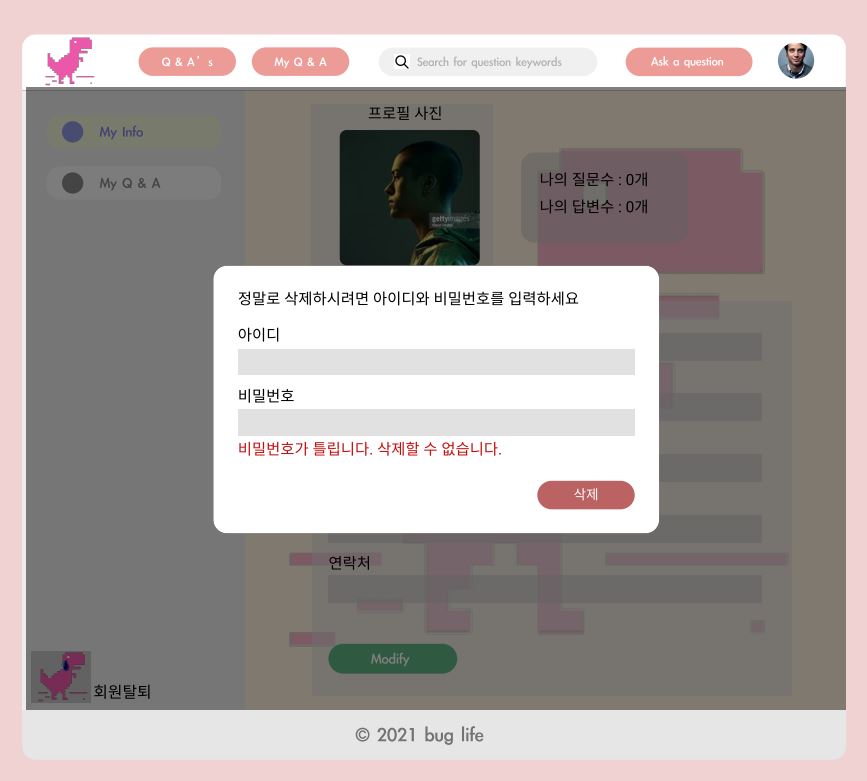 Q & A's
My Q & A
Search for question keywords
Ask a question
My Info
My Q & A
프로필 사진
gettyimages
나의 질문수 : 0개
나의 답변수 : 0개
정말로 삭제하시려면 아이디와 비밀번호를 입력하세요
아이디
비밀번호
비밀번호가 틀립니다. 삭제할 수 없습니다.
삭제
연락처
Modify
회원탈퇴
© 2021 bug life